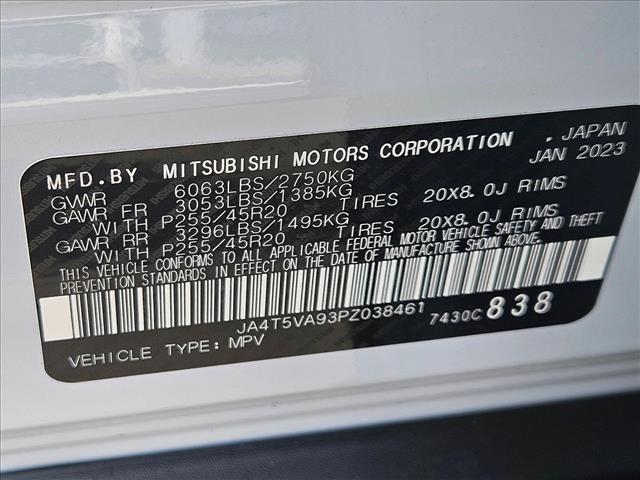 MFD.BY MITSUBISHI MOTORS CORPORATION . JAPAN
GVWR 6063LBS/2750KG JAN 2023
GAWR FR 3053LBS/1385KG
WITH P255/45R20 TIRES 20X8.0J RIMS
GAWR RR 3296LBS/1495KG
WITH P255/45R20 TIRES 20X8.0J RIMS
THIS VEHICLE CONFORMS TO ALL APPLICABLE FEDERAL MOTOR VEHICLE SAFETY AND THEFT
PREVENTION STANDARDS IN EFFECT ON THE DATE OF MANUFACTURE SHOWN ABOVE.
JA4T5VA93PZ038461 7430C 838
VEHICLE TYPE: MPV